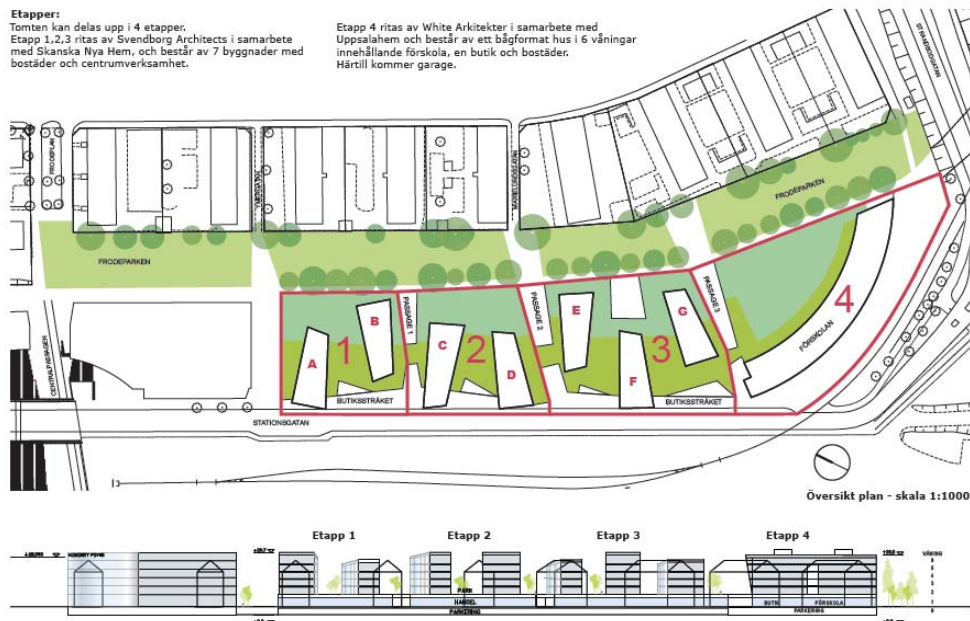 Etapper:
Tomten kan delas upp i 4 etapper.
Etapp 1,2,3 ritas av Svendborg Architects i samarbete
med Skanska Nya Hem, och består av 7 byggnader med
bostäder och centrumverksamhet.
Etapp 4 ritas av White Arkitekter i samarbete med
Uppsalahem och består av ett bågformat hus i 6 våningar
innehållande förskola, en butik och bostäder.
Härtill kommer garage.
STRANDBODGATAN
FRODEPLAN
FRODEPARKEN
FRODEPARKEN
CENTRALPASSAGEN
PASSAGE 1
PASSAGE 2
PASSAGE 3
A
B
1
C
2
D
E
F
3
G
4
FÖRSKOLAN
BUTIKSSTRÅKET
BUTIKSSTRÅKET
STATIONSGATAN
Översikt plan - skala 1:1000
Etapp 1
Etapp 2
Etapp 3
Etapp 4
VÅNING
PARK
HANDEL
PARKERING
BUTIK
FÖRSKOLA
PARKERING